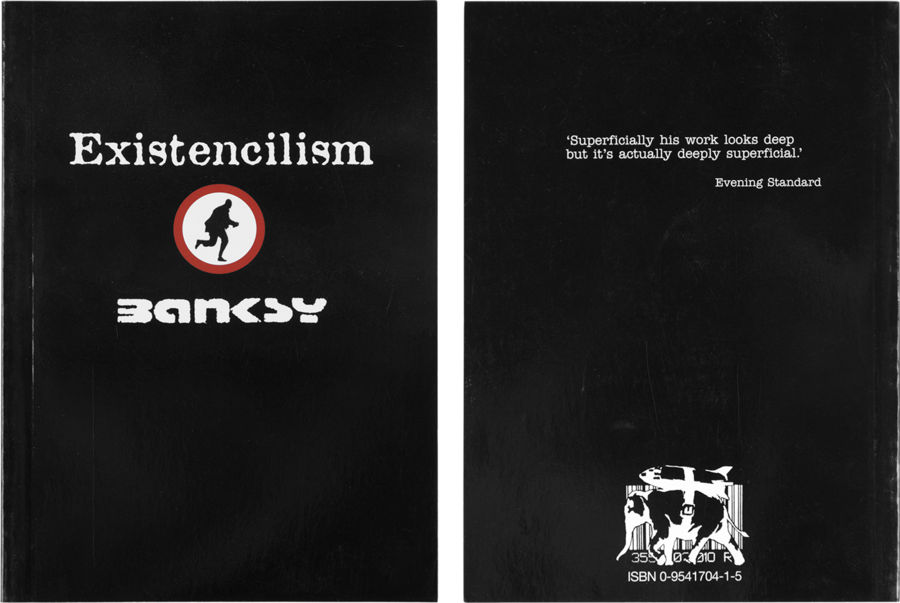 Existencilism
BANKSY
‘Superficially his work looks deep
but it’s actually deeply superficial.’
Evening Standard
ISBN 0-9541704-1-5